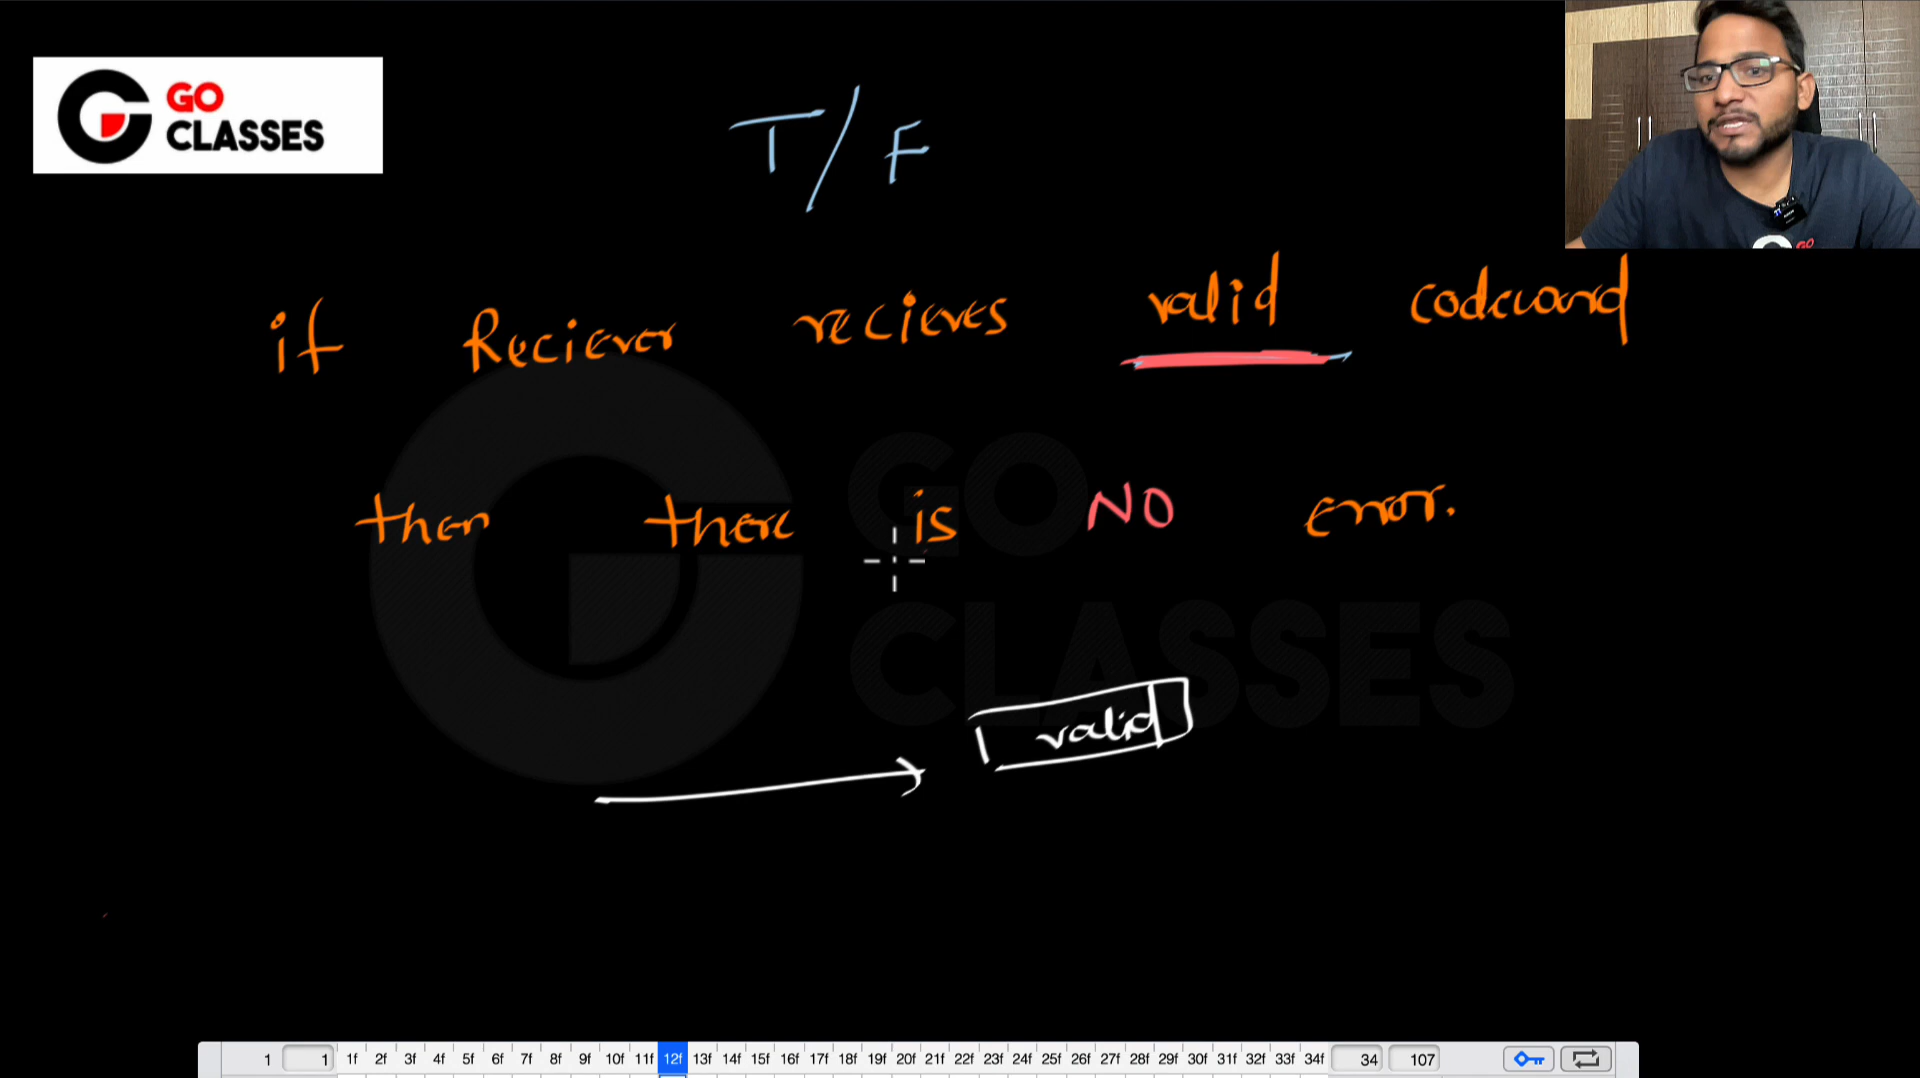 GO
CLASSES
T/F
if Reciever recieves valid codeword
then there is NO error.
GO
CLASSES
valid
1 1 1f 2f 3f 4f 5f 6f 7f 8f 9f 10f 11f 12f 13f 14f 15f 16f 17f 18f 19f 20f 21f 22f 23f 24f 25f 26f 27f 28f 29f 30f 31f 32f 33f 34f 34 107